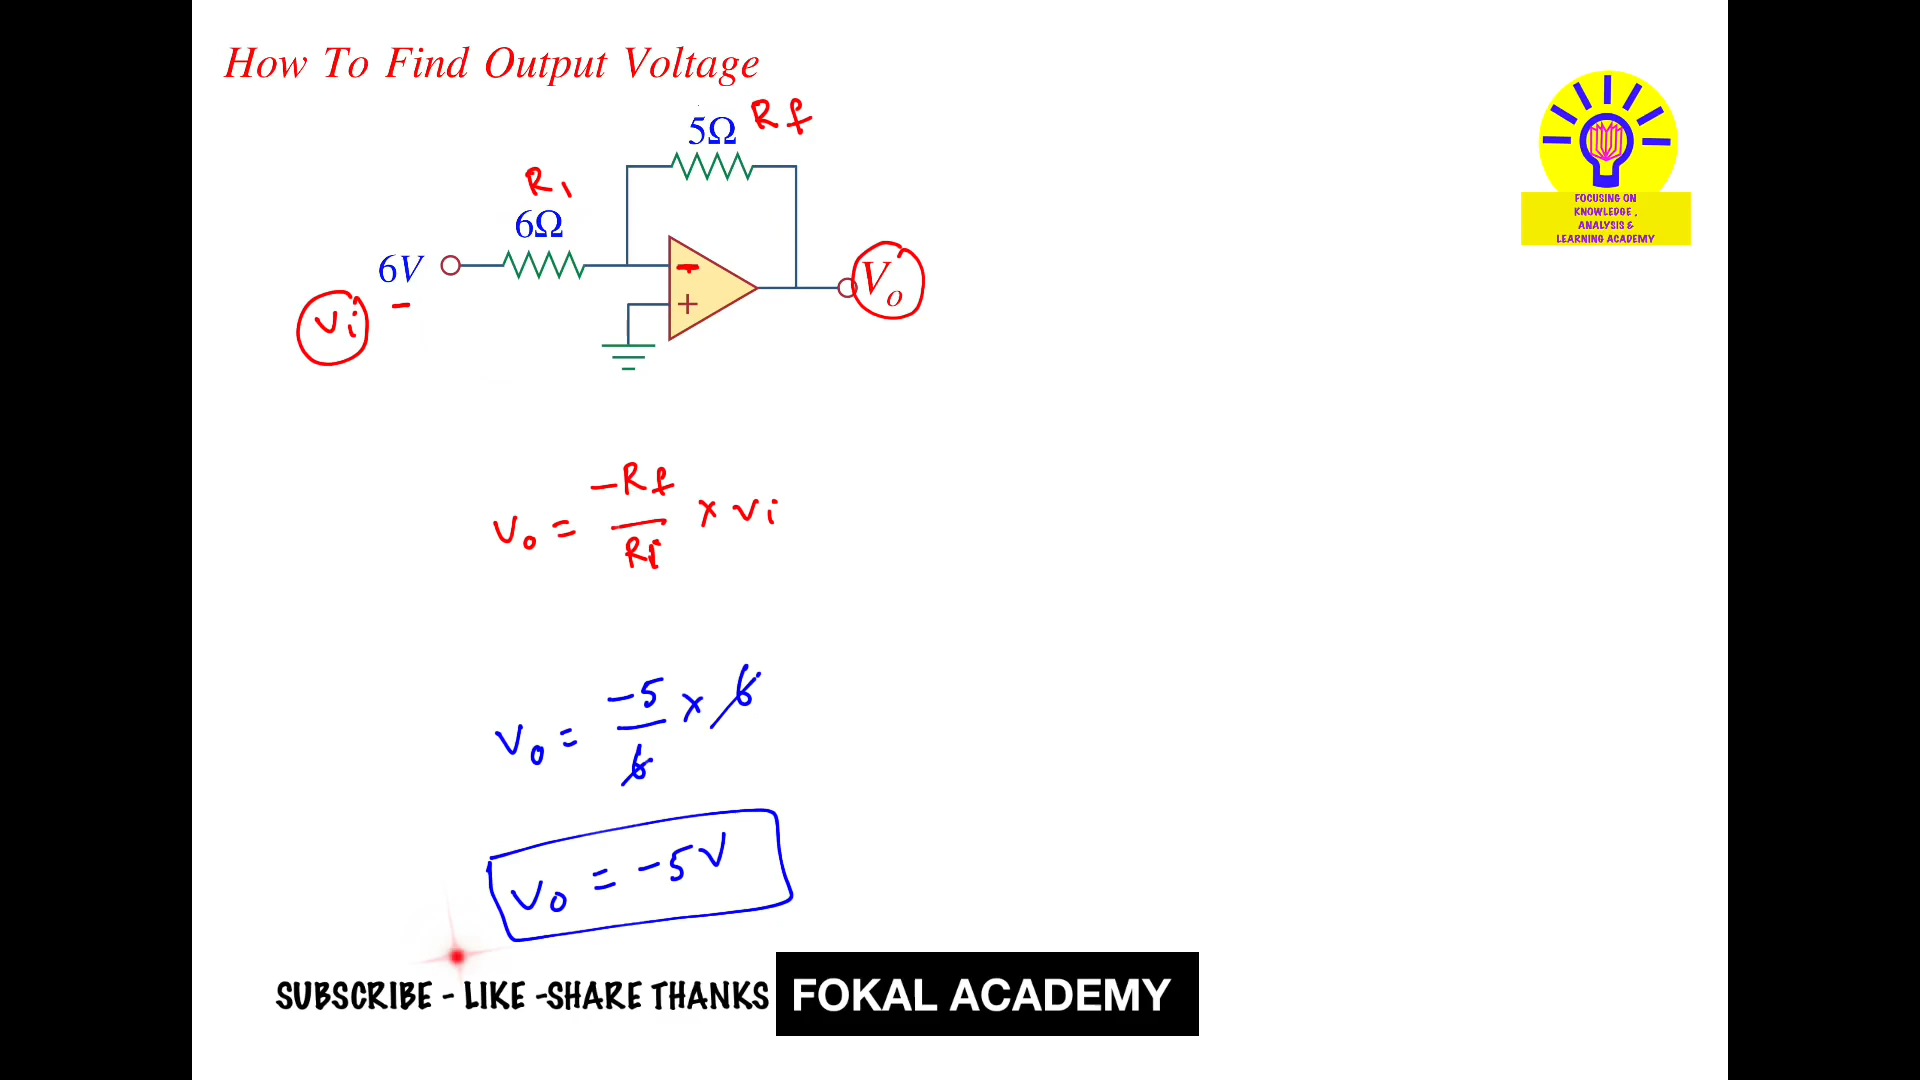 How To Find Output Voltage
5Ω Rf
R1
6Ω
6V
Vi
-
-
+
Vo
FOCUSING ON
KNOWLEDGE ,
ANALYSIS &
LEARNING ACADEMY
Vo = -Rf/Ri x Vi
Vo = -5/6 x 6
Vo = -5V
SUBSCRIBE - LIKE -SHARE THANKS FOKAL ACADEMY